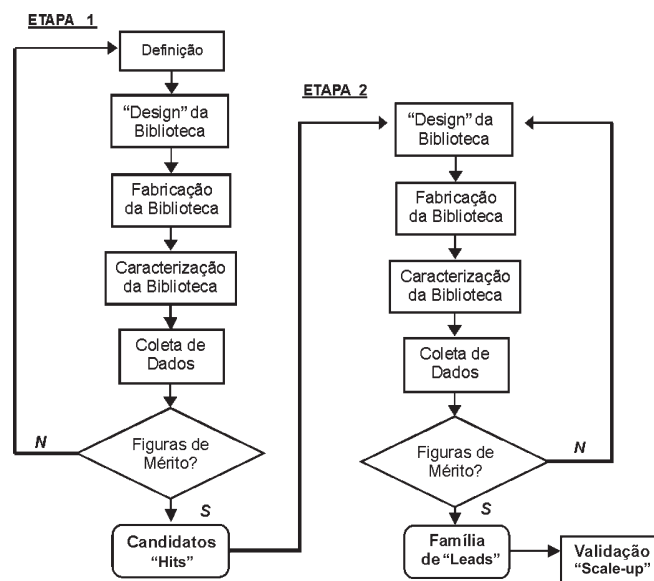 ETAPA 1
Definição
“Design” da
Biblioteca
Fabricação
da Biblioteca
Caracterização
da Biblioteca
Coleta de
Dados
Figuras de
Mérito?
N
S
Candidatos
“Hits”
ETAPA 2
“Design” da
Biblioteca
Fabricação
da Biblioteca
Caracterização
da Biblioteca
Coleta de
Dados
Figuras de
Mérito?
N
S
Família
de “Leads”
Validação
“Scale-up”